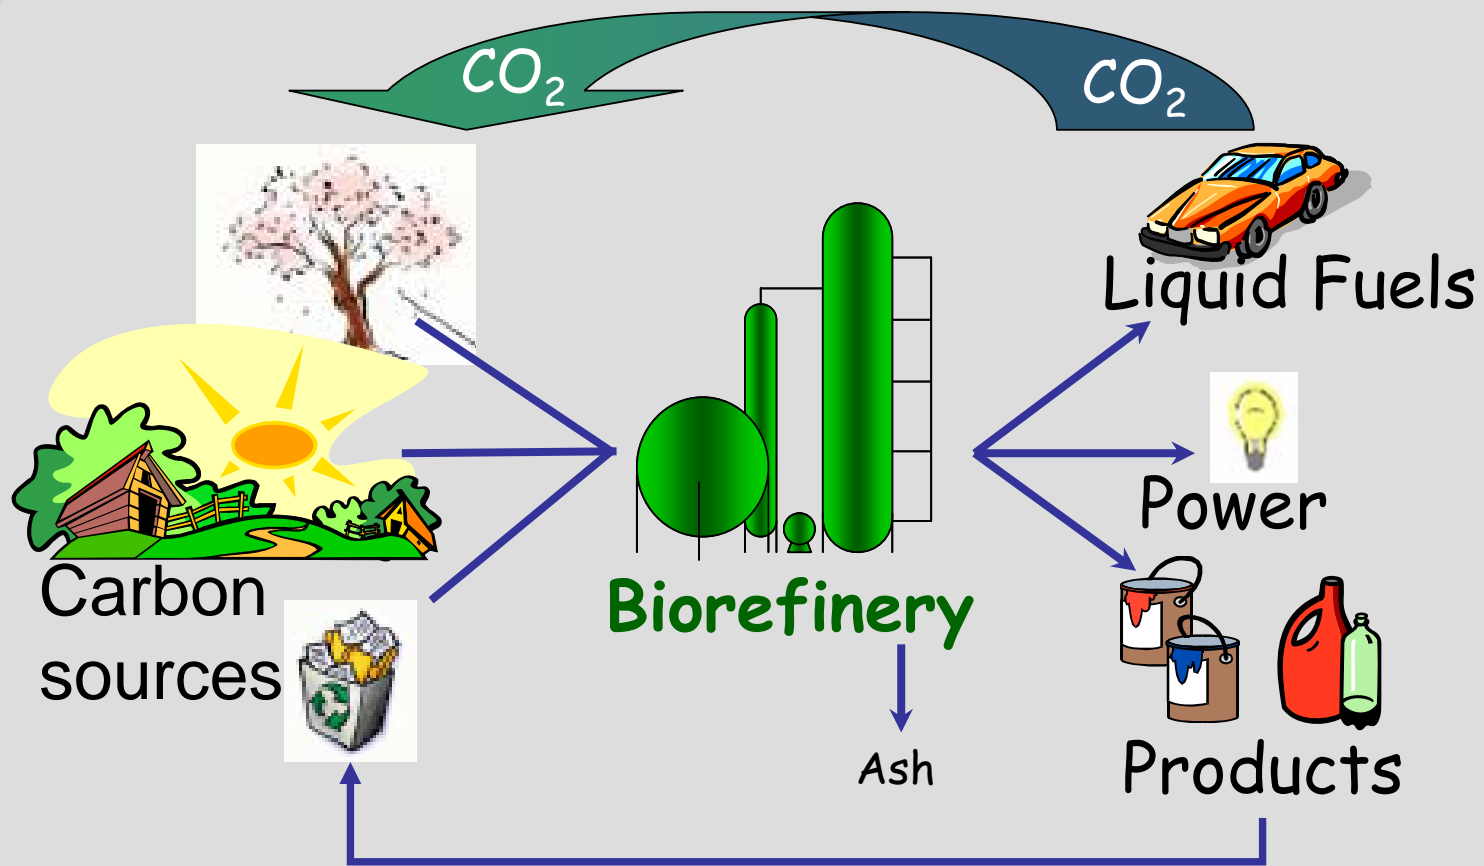 CO₂
CO₂
Liquid Fuels
Power
Carbon
sources
Biorefinery
Ash
Products